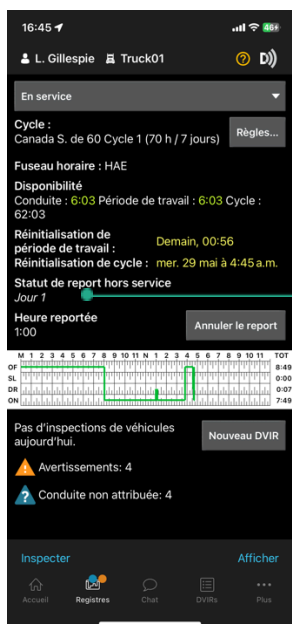 16:45
46
L. Gillespie Truck01 ?
En service
Cycle :
Canada S. de 60 Cycle 1 (70 h / 7 jours)
Règles...
Fuseau horaire : HAE
Disponibilité
Conduite : 6:03 Période de travail : 6:03 Cycle :
62:03
Réinitialisation de
période de travail :
Demain, 00:56
Réinitialisation de cycle : mer. 29 mai à 4:45 a.m.
Statut de report hors service
Jour 1
Heure reportée
1:00
Annuler le report
M 1 2 3 4 5 6 7 8 9 10 11 N 1 2 3 4 5 6 7 8 9 10 11 TOT
OF 8:49
SL 0:00
DR 0:07
ON 7:49
Pas d'inspections de véhicules
aujourd'hui.
Nouveau DVIR
Avertissements: 4
? Conduite non attribuée: 4
Inspecter Afficher
Accueil Registres Chat DVIRs Plus